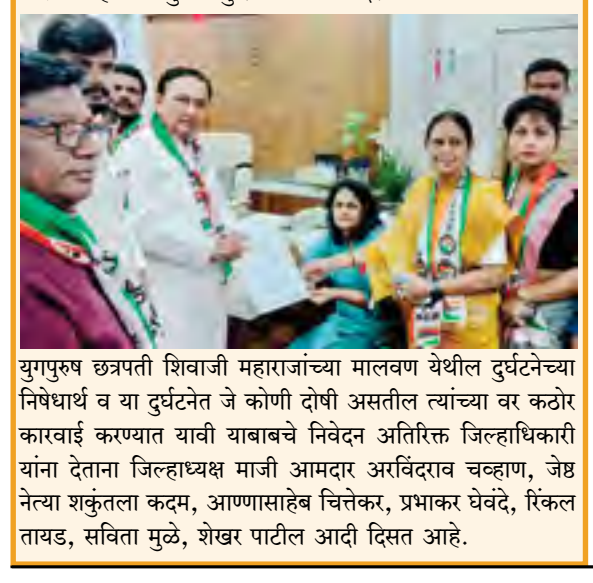 युगपुरुष छत्रपती शिवाजी महाराजांच्या मालवण येथील दुर्घटनेच्या
निषेधार्थ व या दुर्घटनेत जे कोणी दोषी असतील त्यांच्या वर कठोर
कारवाई करण्यात यावी याबाबचे निवेदन अतिरिक्त जिल्हाधिकारी
यांना देताना जिल्हाध्यक्ष माजी आमदार अरविंदराव चव्हाण, जेष्ठ
नेत्या शकुंतला कदम, आण्णासाहेब चित्तेकर, प्रभाकर घेवंदे, रिंकल
तायड, सविता मुळे, शेखर पाटील आदी दिसत आहे.